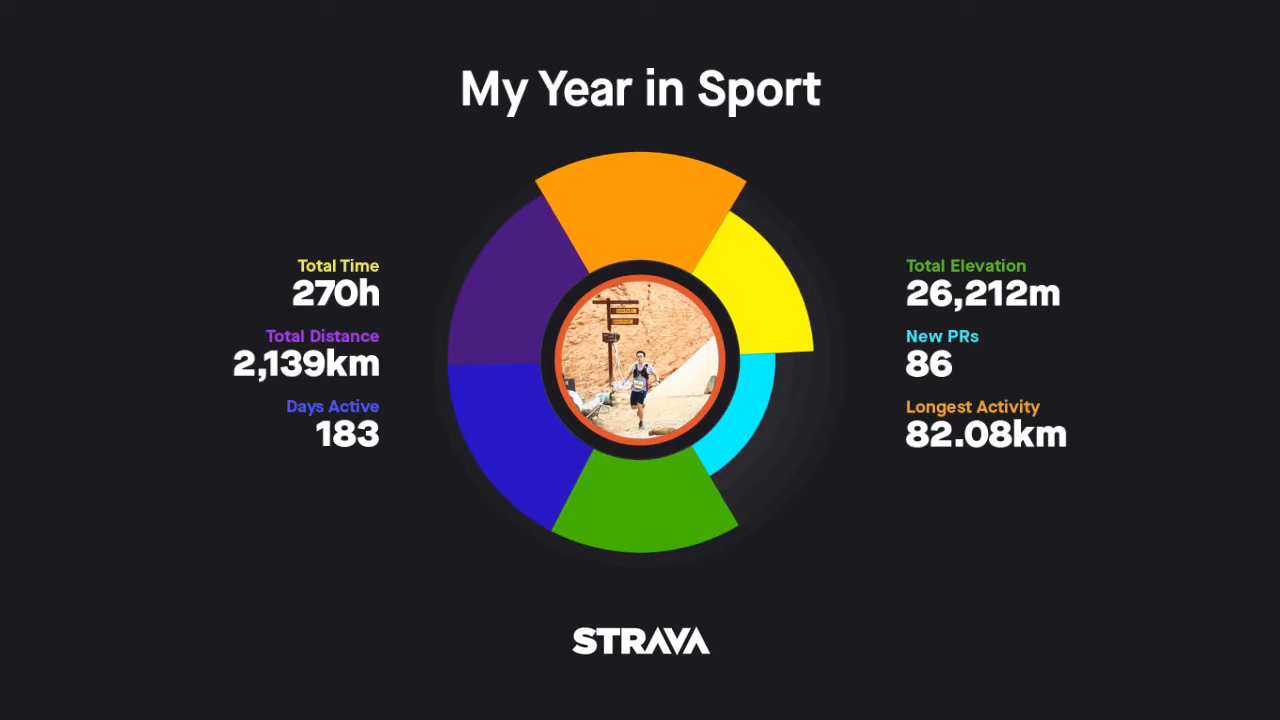 My Year in Sport
Total Time
270h
Total Distance
2,139km
Days Active
183
Total Elevation
26,212m
New PRs
86
Longest Activity
82.08km
STRAVA